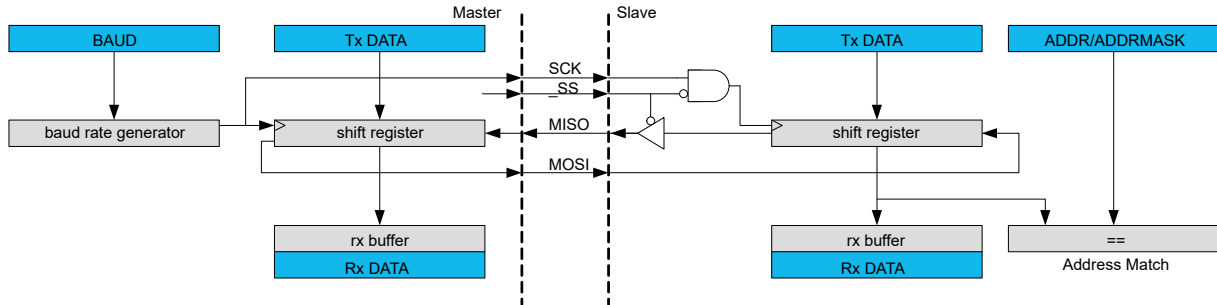 Master
Slave
BAUD
Tx DATA
Tx DATA
ADDR/ADDRMASK
SCK
_SS
baud rate generator
shift register
MISO
shift register
MOSI
rx buffer
rx buffer
==
Rx DATA
Rx DATA
Address Match